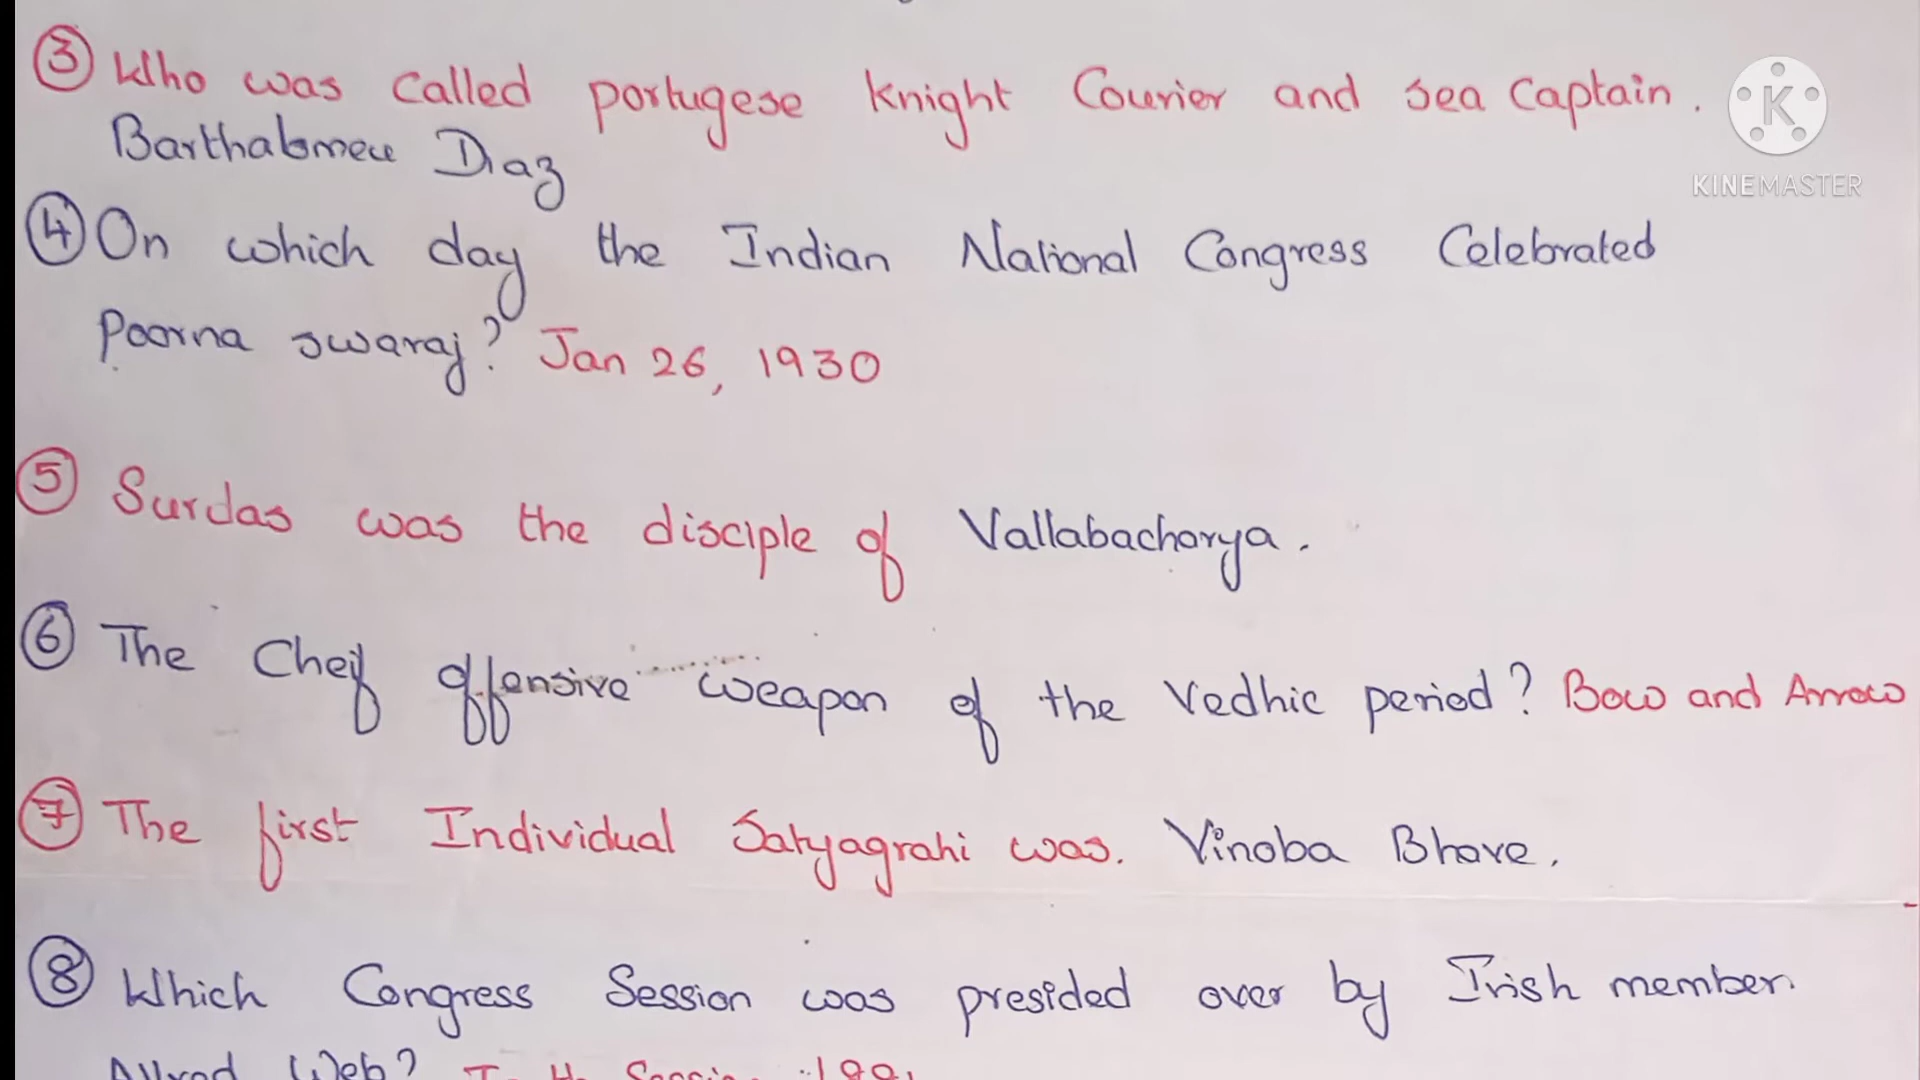 ③ Who was called portugese knight Courier and sea Captain.
Barthalomeu Diaz
④ On which day the Indian National Congress Celebrated
Poorna swaraj? Jan 26, 1930
⑤ Surdas was the disciple of Vallabacharya.
⑥ The Cheif offensive weapon of the Vedhic period? Bow and Arrow
⑦ The first Individual Satyagrahi was. Vinoba Bhave.
⑧ Which Congress Session was presided over by Irish member.
Web?
K
KINEMASTER